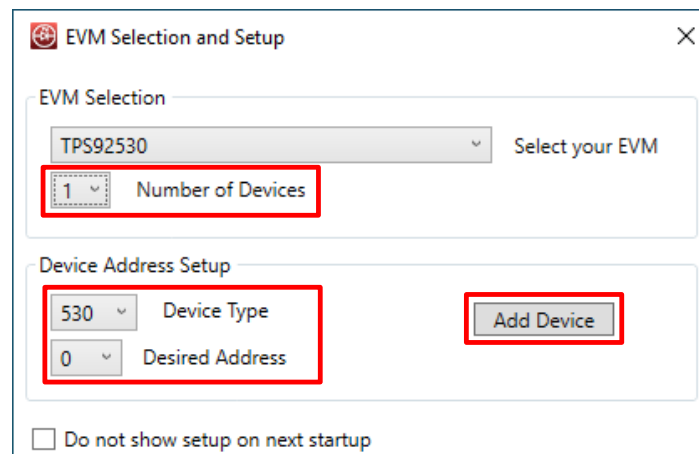 EVM Selection and Setup
EVM Selection
TPS92530 Select your EVM
1 Number of Devices
Device Address Setup
530 Device Type
Add Device
0 Desired Address
Do not show setup on next startup